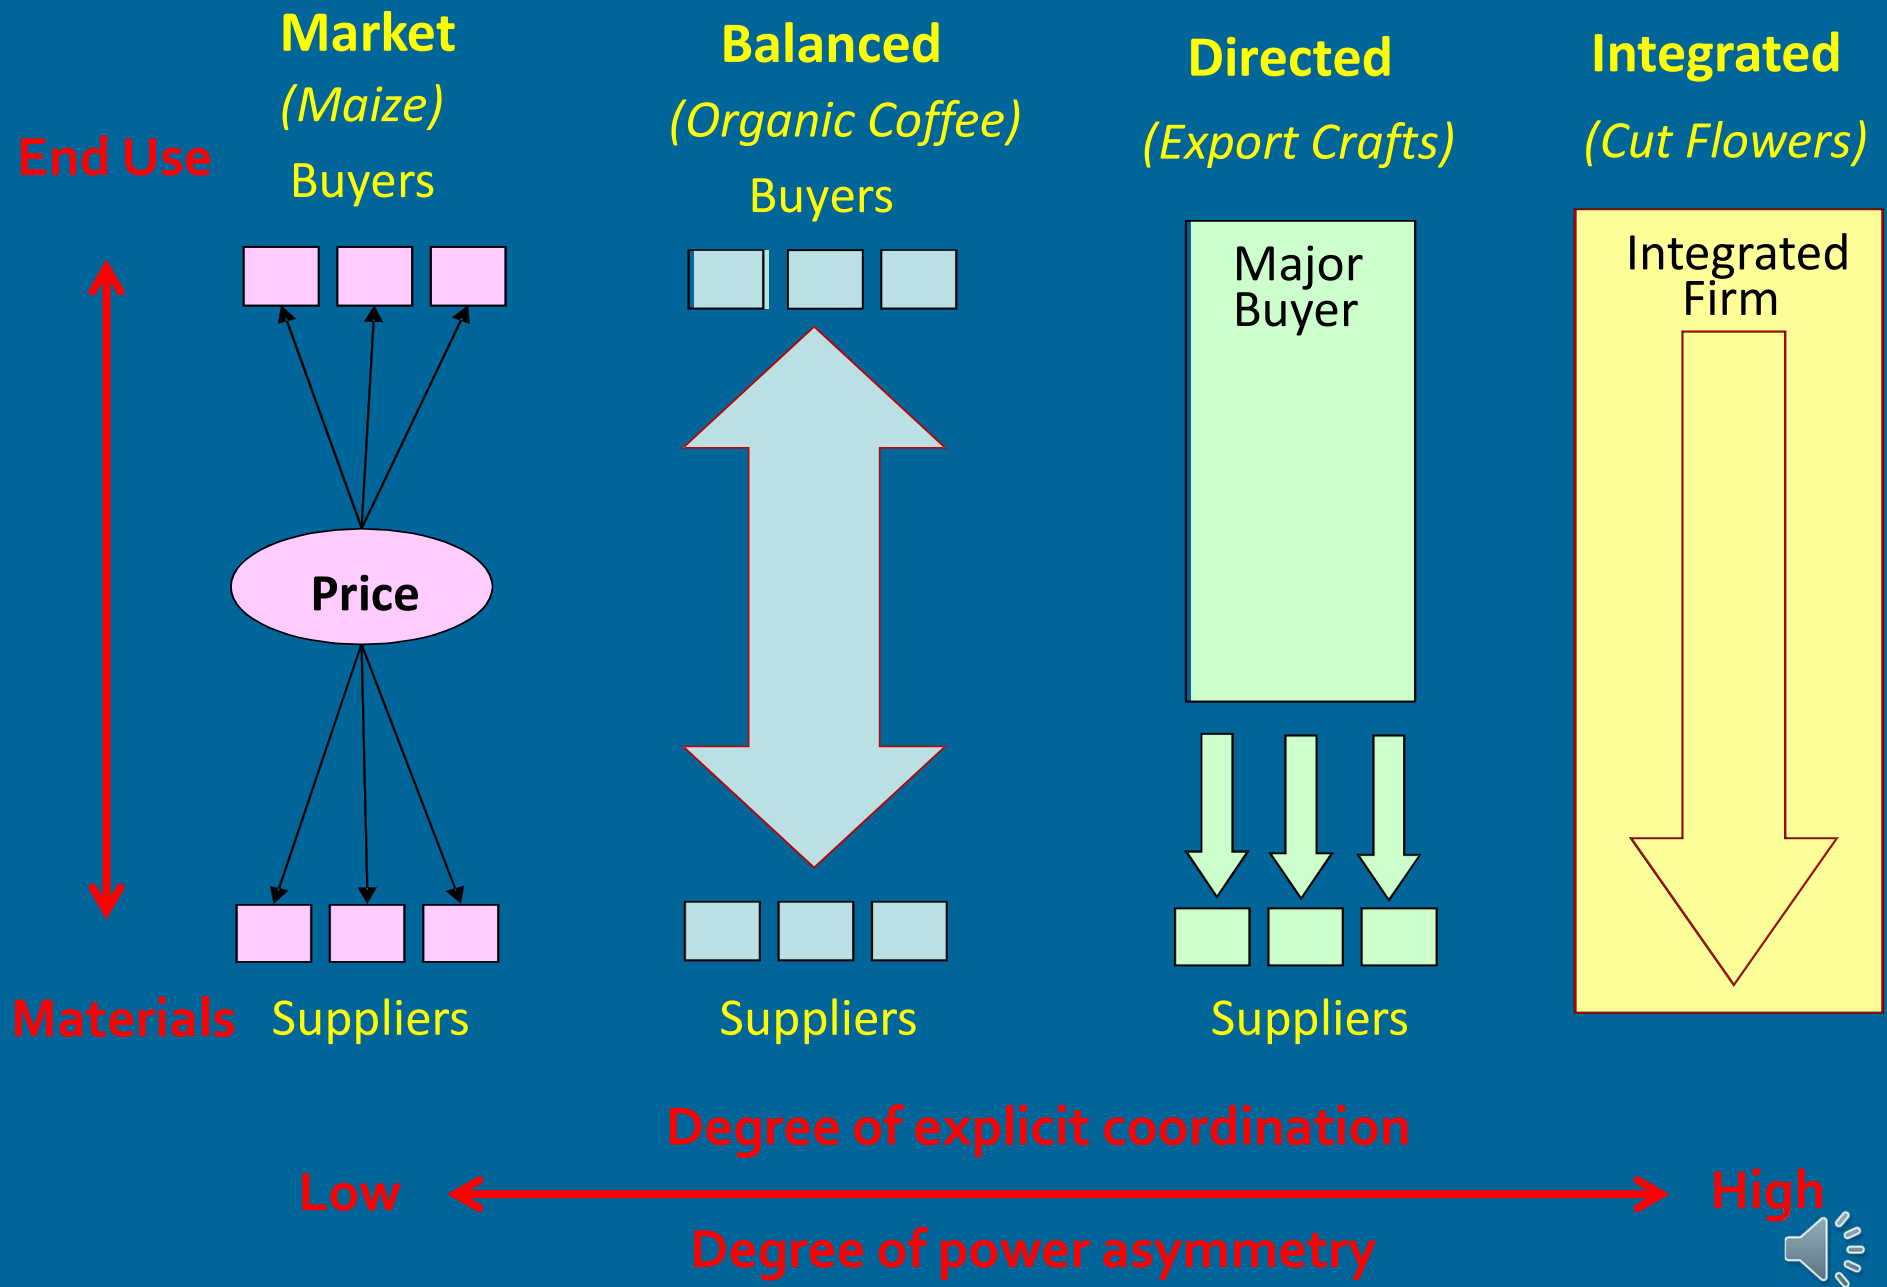 Market
(Maize)
Buyers
Balanced
(Organic Coffee)
Buyers
Directed
(Export Crafts)
Integrated
(Cut Flowers)
End Use
Major
Buyer
Integrated
Firm
Price
Materials
Suppliers
Suppliers
Suppliers
Degree of explicit coordination
Low
High
Degree of power asymmetry